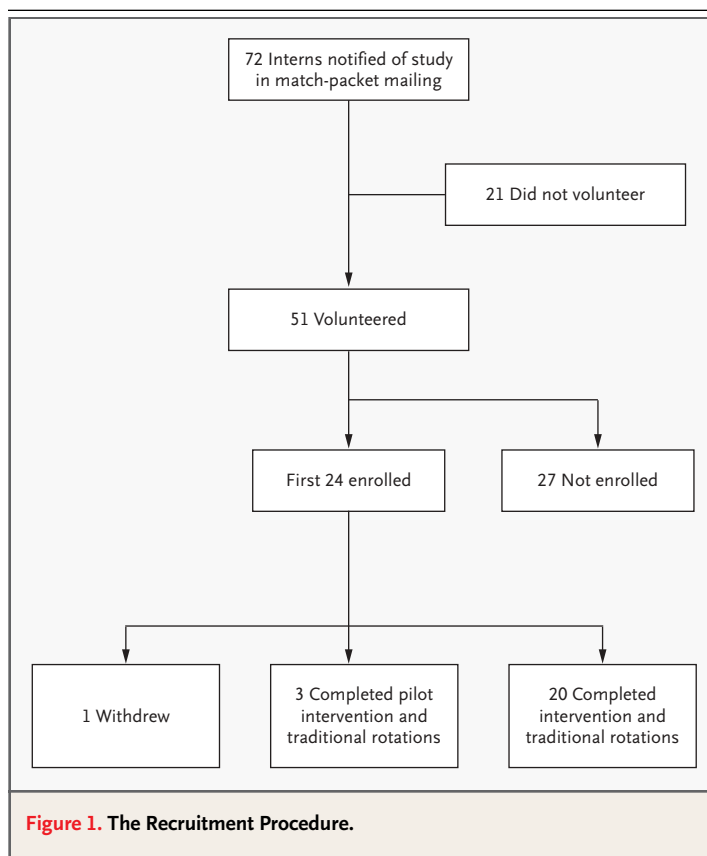 72 Interns notified of study
in match-packet mailing
21 Did not volunteer
51 Volunteered
First 24 enrolled
27 Not enrolled
1 Withdrew
3 Completed pilot
intervention and
traditional rotations
20 Completed
intervention and
traditional rotations
Figure 1. The Recruitment Procedure.